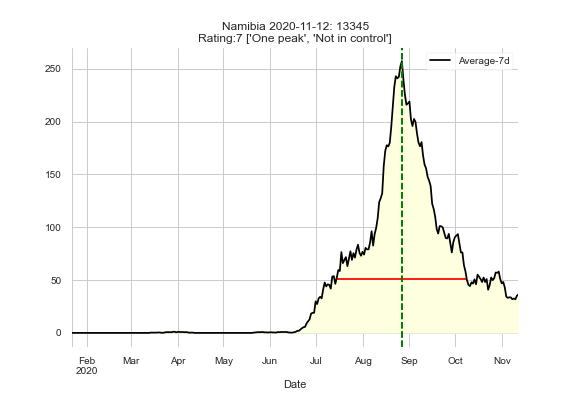 Namibia 2020-11-12: 13345
Rating:7 ['One peak', 'Not in control']
Average-7d
250
200
150
100
50
0
Feb Mar Apr May Jun Jul Aug Sep Oct Nov
2020
Date